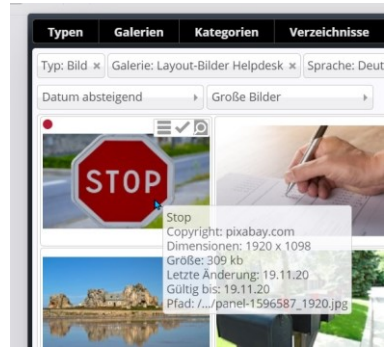 Typen Galerien Kategorien Verzeichnisse
Typ: Bild × Galerie: Layout-Bilder Helpdesk × Sprache: Deut
Datum absteigend Große Bilder
STOP
Stop
Copyright: pixabay.com
Dimensionen: 1920 x 1098
Größe: 309 kb
Letzte Änderung: 19.11.20
Gültig bis: 19.11.20
Pfad: /.../panel-1596587_1920.jpg